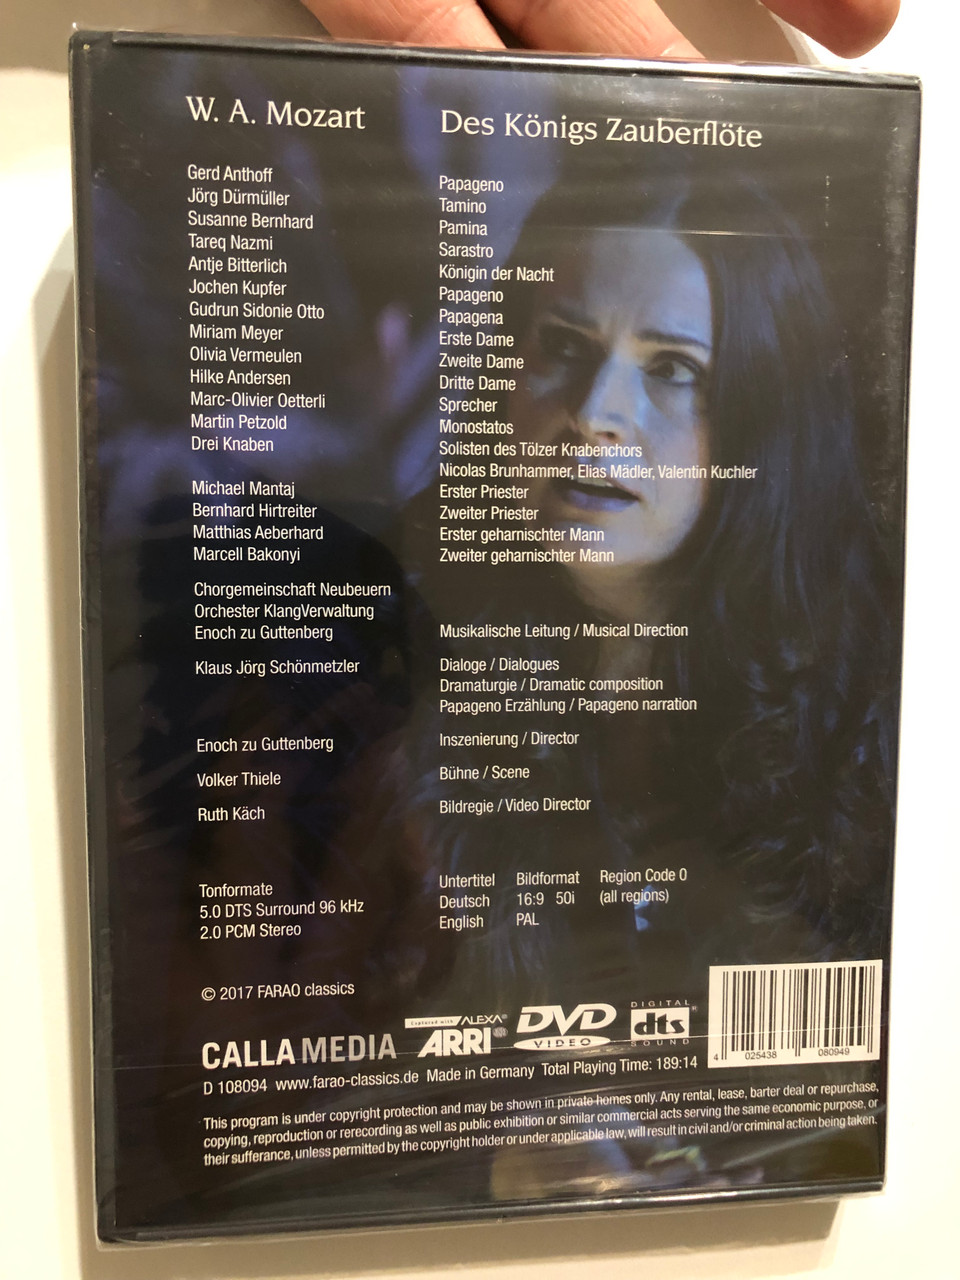 W. A. Mozart Des Königs Zauberflöte
Gerd Anthoff Papageno
Jörg Dürmüller Tamino
Susanne Bernhard Pamina
Tareq Nazmi Sarastro
Antje Bitterlich Königin der Nacht
Jochen Kupfer Papageno
Gudrun Sidonie Otto Papagena
Miriam Meyer Erste Dame
Olivia Vermeulen Zweite Dame
Hilke Andersen Dritte Dame
Marc-Olivier Oetterli Sprecher
Martin Petzold Monostatos
Drei Knaben Solisten des Tölzer Knabenchors
Nicolas Brunhammer, Elias Mädler, Valentin Kuchler
Michael Mantaj Erster Priester
Bernhard Hirtreiter Zweiter Priester
Matthias Aeberhard Erster geharnischter Mann
Marcell Bakonyi Zweiter geharnischter Mann
Chorgemeinschaft Neubeuern
Orchester KlangVerwaltung
Enoch zu Guttenberg Musikalische Leitung / Musical Direction
Klaus Jörg Schönmetzler Dialoge / Dialogues
Dramaturgie / Dramatic composition
Papageno Erzählung / Papageno narration
Enoch zu Guttenberg Inszenierung / Director
Volker Thiele Bühne / Scene
Ruth Käch Bildregie / Video Director
Tonformate
5.0 DTS Surround 96 kHz
2.0 PCM Stereo
Untertitel Bildformat Region Code 0
Deutsch 16:9 50i (all regions)
English PAL
© 2017 FARAO classics
CALLA MEDIA
Captured with ALEXA®
ARRI
DVD
VIDEO
DIGITAL
dts®
SOUND
4 025438 080949
D 108094 www.farao-classics.de Made in Germany Total Playing Time: 189:14
This program is under copyright protection and may be shown in private homes only. Any rental, lease, barter deal or repurchase,
copying, reproduction or rerecording as well as public exhibition or similar commercial acts serving the same economic purpose, or
their sufferance, unless permitted by the copyright holder or under applicable law, will result in civil and/or criminal action being taken.